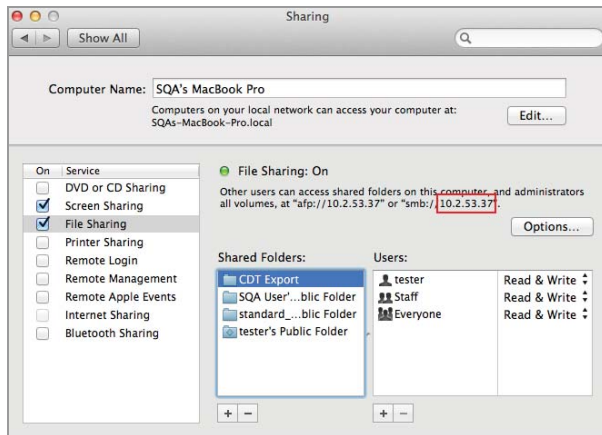 Sharing
Show All
Computer Name: SQA's MacBook Pro
Computers on your local network can access your computer at:
SQAs-MacBook-Pro.local
Edit...
On Service
DVD or CD Sharing
Screen Sharing
File Sharing
Printer Sharing
Remote Login
Remote Management
Remote Apple Events
Internet Sharing
Bluetooth Sharing
File Sharing: On
Other users can access shared folders on this computer, and administrators
all volumes, at "afp://10.2.53.37" or "smb://10.2.53.37".
Options...
Shared Folders:
CDT Export
SQA User'...blic Folder
standard_...blic Folder
tester's Public Folder
+ −
Users:
tester Read & Write
Staff Read & Write
Everyone Read & Write
+ −